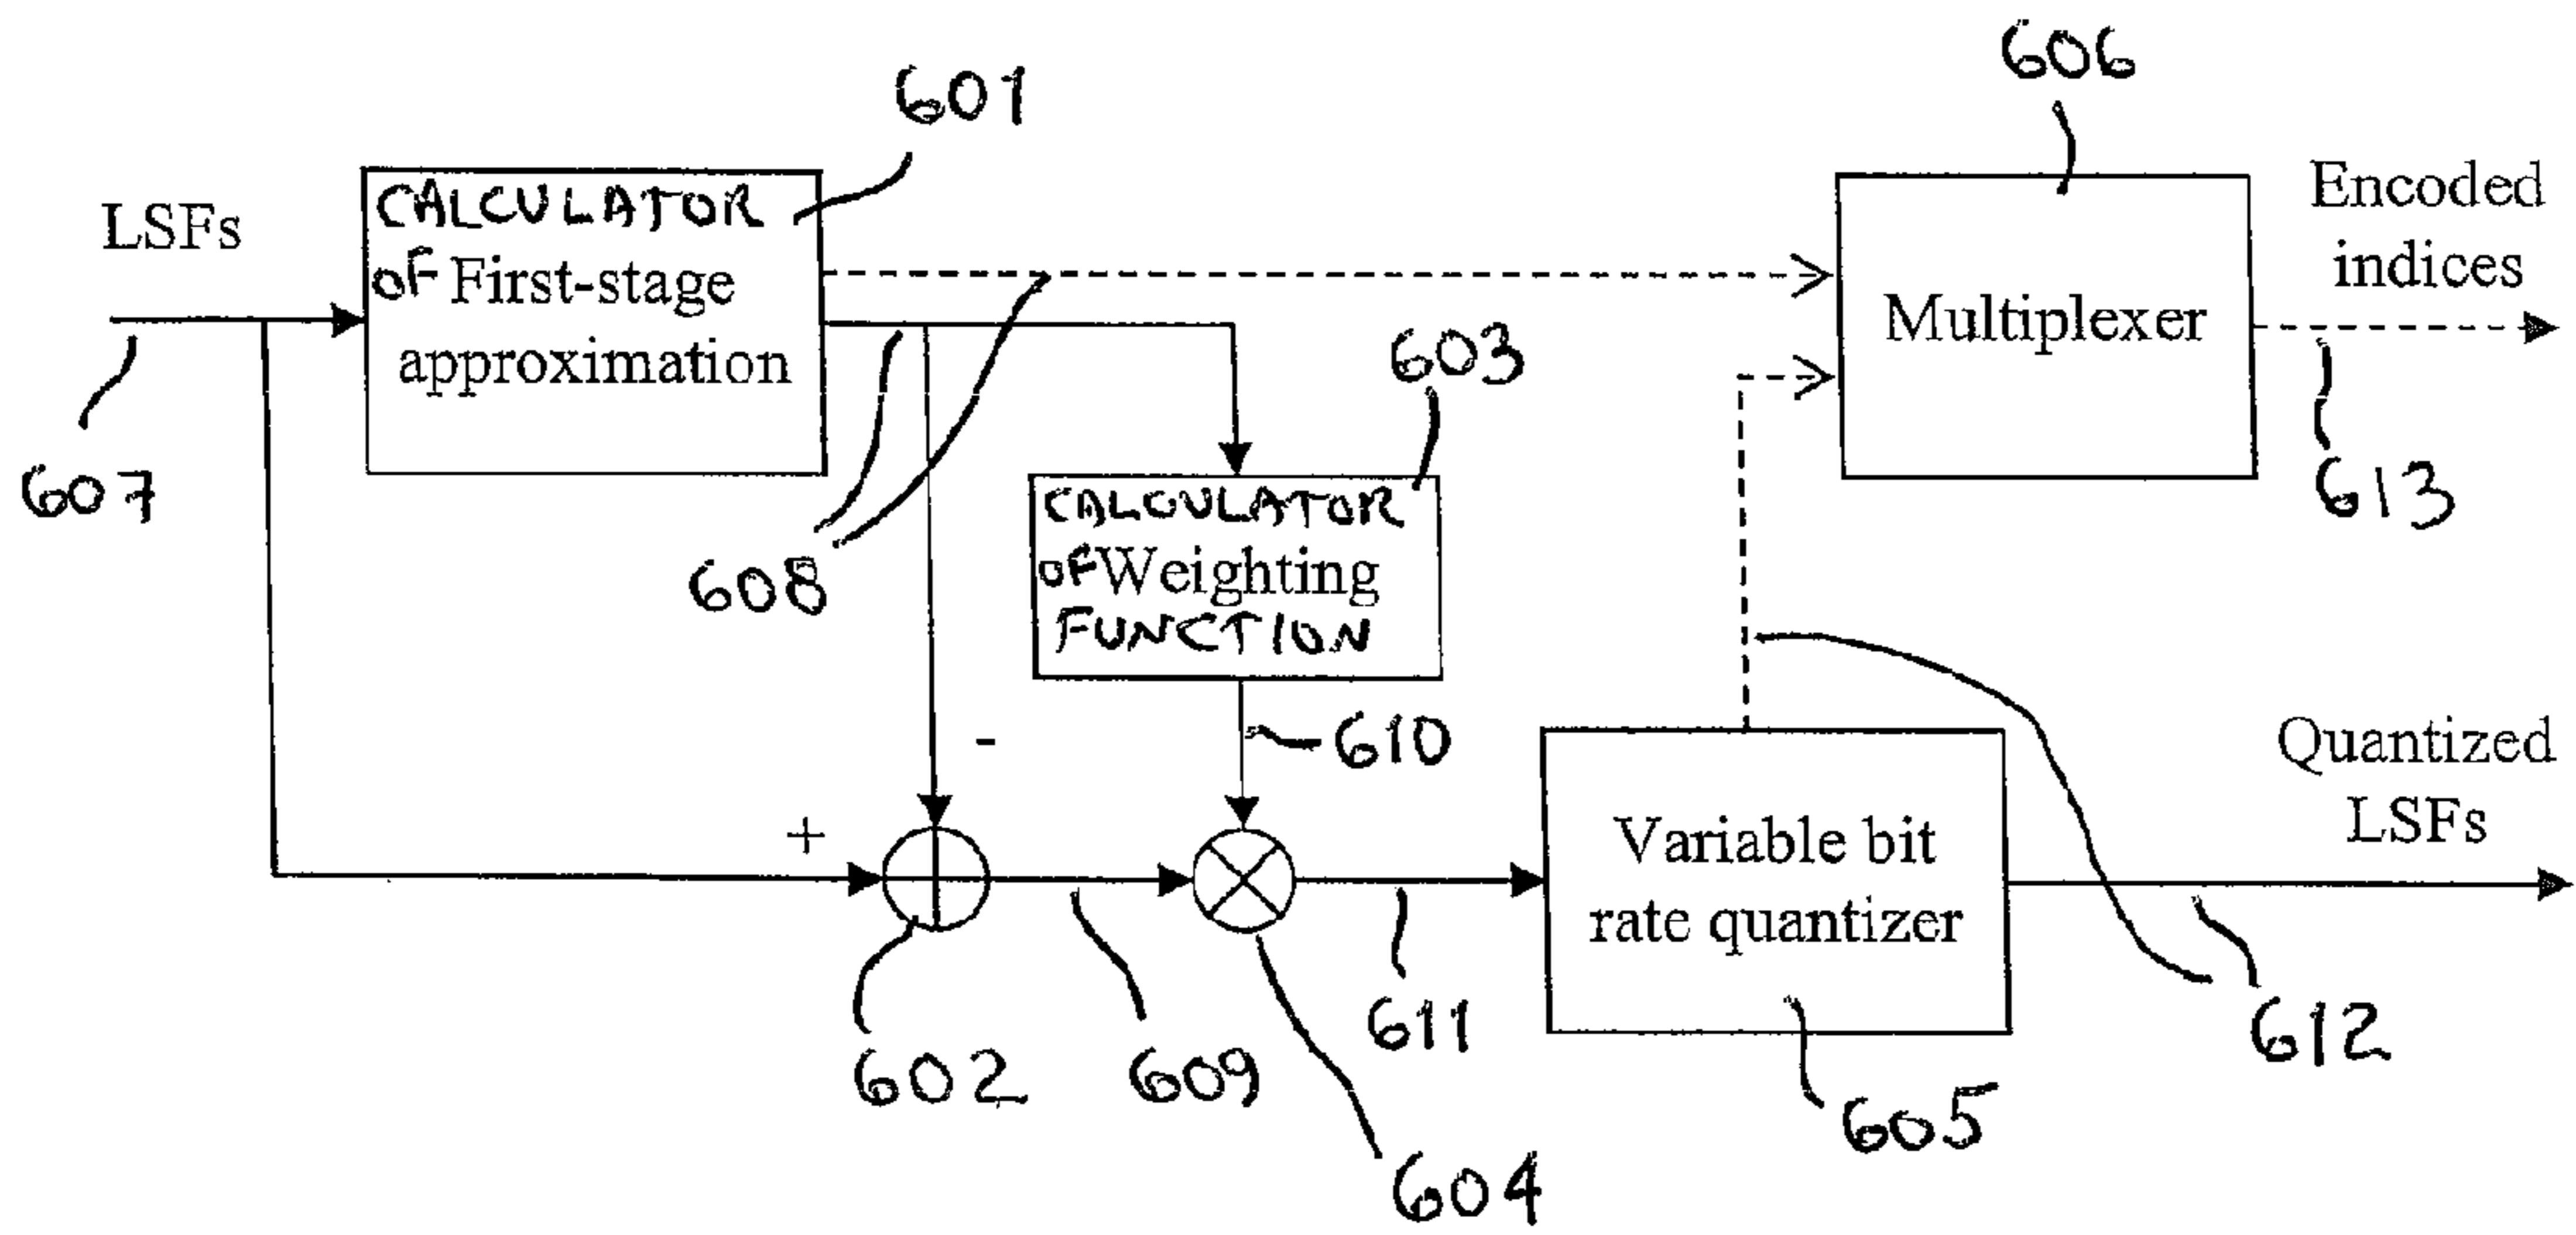 606
601
LSFs
CALCULATOR
OF First-stage
approximation
Encoded
indices
Multiplexer
603
607
613
CALCULATOR
OF Weighting
FUNCTION
608
-
610
Quantized
LSFs
+
Variable bit
rate quantizer
602
609
611
612
605
604